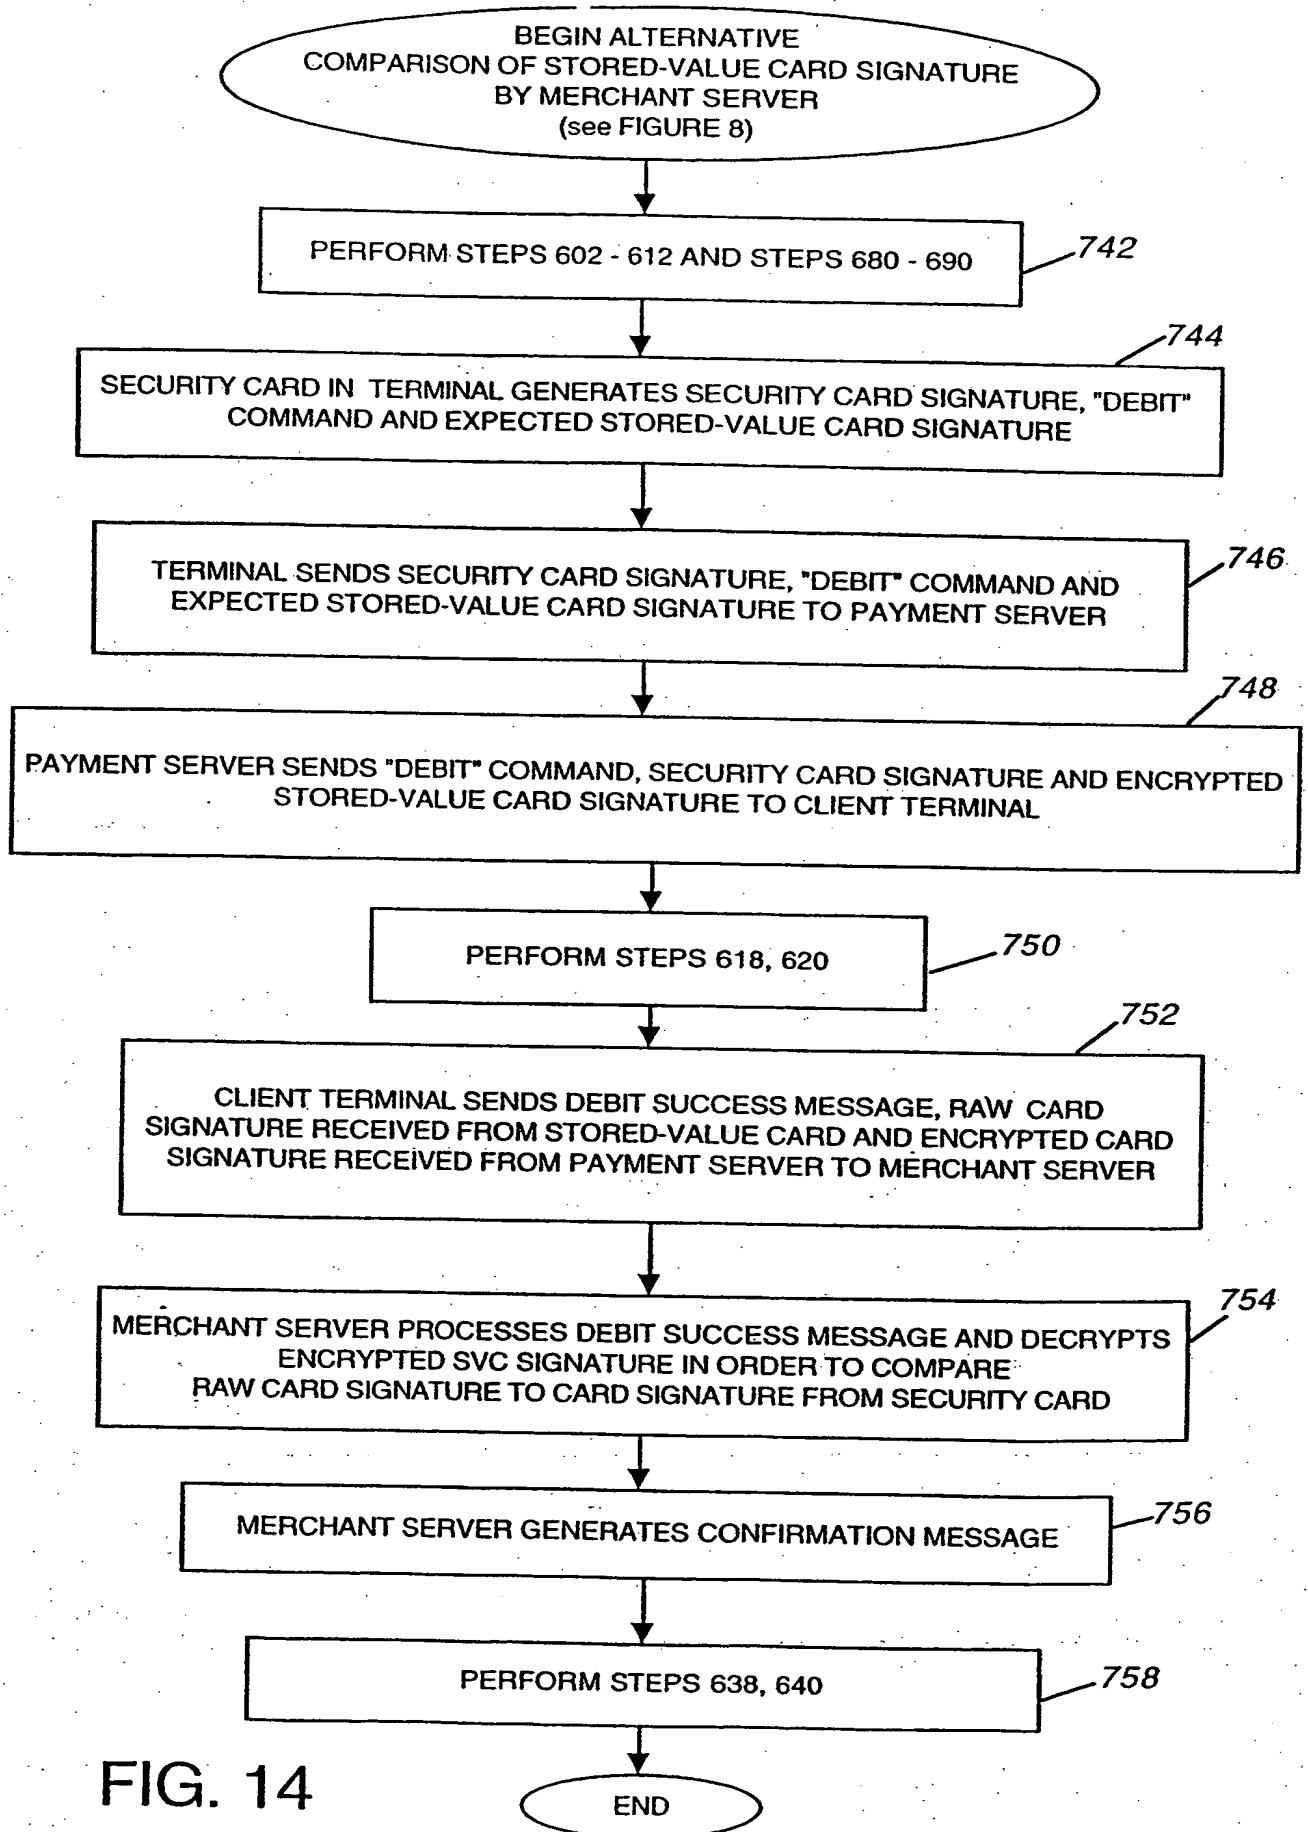 BEGIN ALTERNATIVE
COMPARISON OF STORED-VALUE CARD SIGNATURE
BY MERCHANT SERVER
(see FIGURE 8)
PERFORM STEPS 602 - 612 AND STEPS 680 - 690
742
744
SECURITY CARD IN TERMINAL GENERATES SECURITY CARD SIGNATURE, "DEBIT"
COMMAND AND EXPECTED STORED-VALUE CARD SIGNATURE
746
TERMINAL SENDS SECURITY CARD SIGNATURE, "DEBIT" COMMAND AND
EXPECTED STORED-VALUE CARD SIGNATURE TO PAYMENT SERVER
748
PAYMENT SERVER SENDS "DEBIT" COMMAND, SECURITY CARD SIGNATURE AND ENCRYPTED
STORED-VALUE CARD SIGNATURE TO CLIENT TERMINAL
PERFORM STEPS 618, 620
750
752
CLIENT TERMINAL SENDS DEBIT SUCCESS MESSAGE, RAW CARD
SIGNATURE RECEIVED FROM STORED-VALUE CARD AND ENCRYPTED CARD
SIGNATURE RECEIVED FROM PAYMENT SERVER TO MERCHANT SERVER
754
MERCHANT SERVER PROCESSES DEBIT SUCCESS MESSAGE AND DECRYPTS
ENCRYPTED SVC SIGNATURE IN ORDER TO COMPARE
RAW CARD SIGNATURE TO CARD SIGNATURE FROM SECURITY CARD
756
MERCHANT SERVER GENERATES CONFIRMATION MESSAGE
PERFORM STEPS 638, 640
758
FIG. 14
END